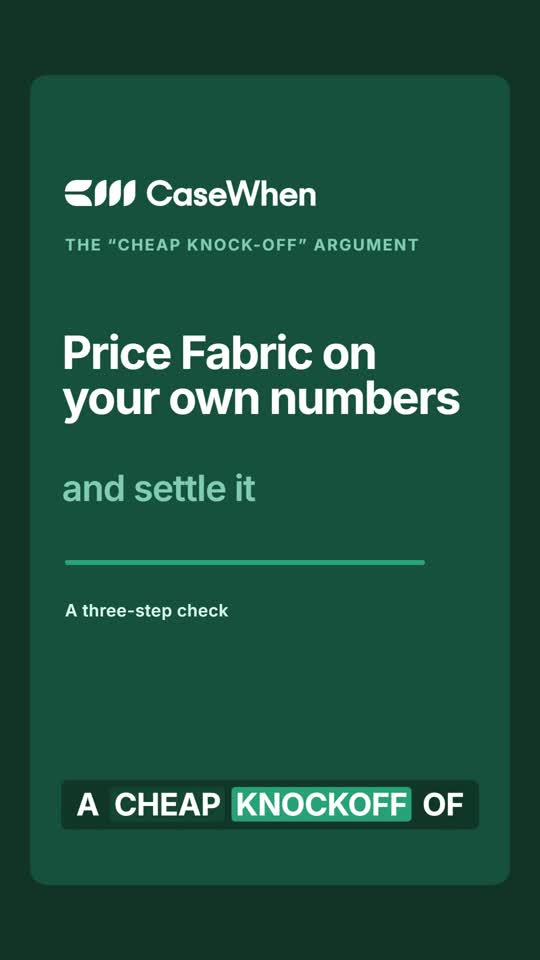 CaseWhen
THE “CHEAP KNOCK-OFF” ARGUMENT
Price Fabric on
your own numbers
and settle it
A three-step check
A CHEAP KNOCKOFF OF